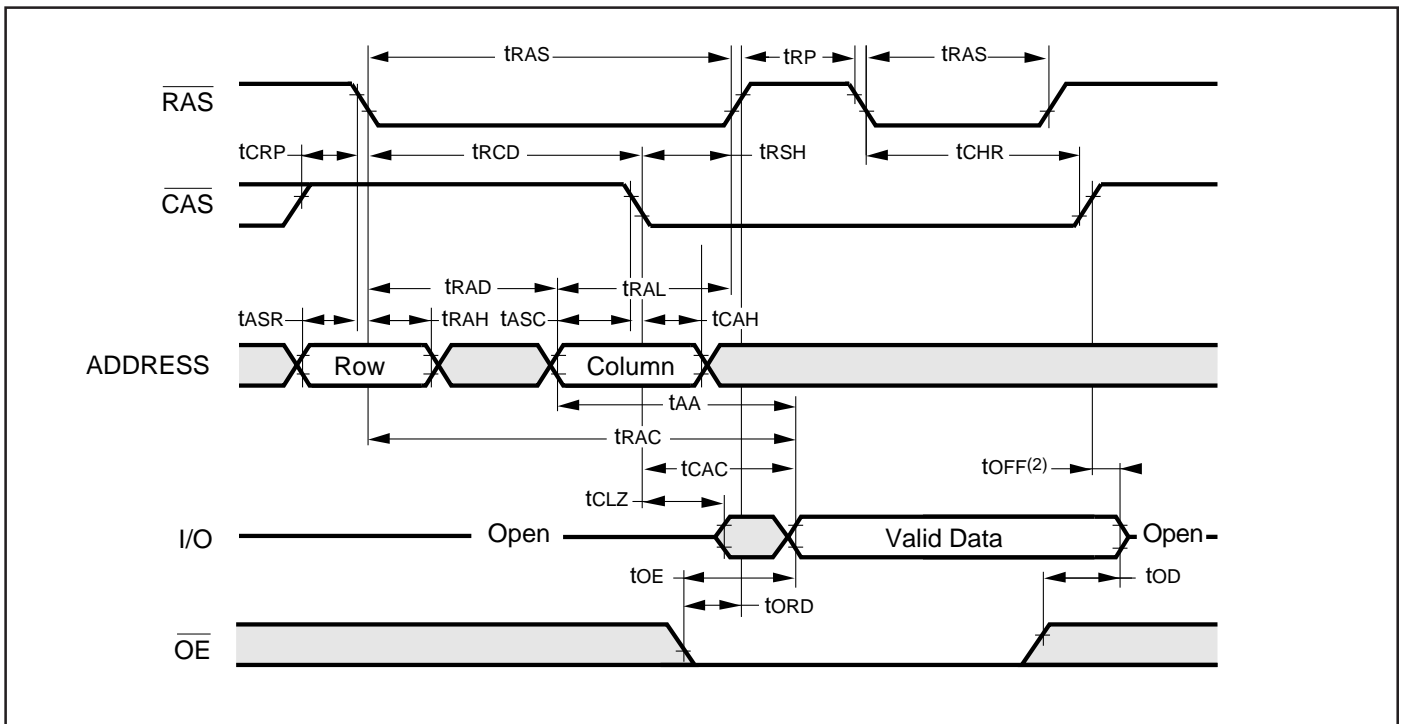 tRAS tRP tRAS
RAS
tCRP tRCD tRSH tCHR
CAS
tRAD tRAL
tASR tRAH tASC tCAH
ADDRESS Row Column
tAA
tRAC
tCAC tOFF(2)
tCLZ
I/O Open Valid Data Open
tOE tOD
tORD
OE